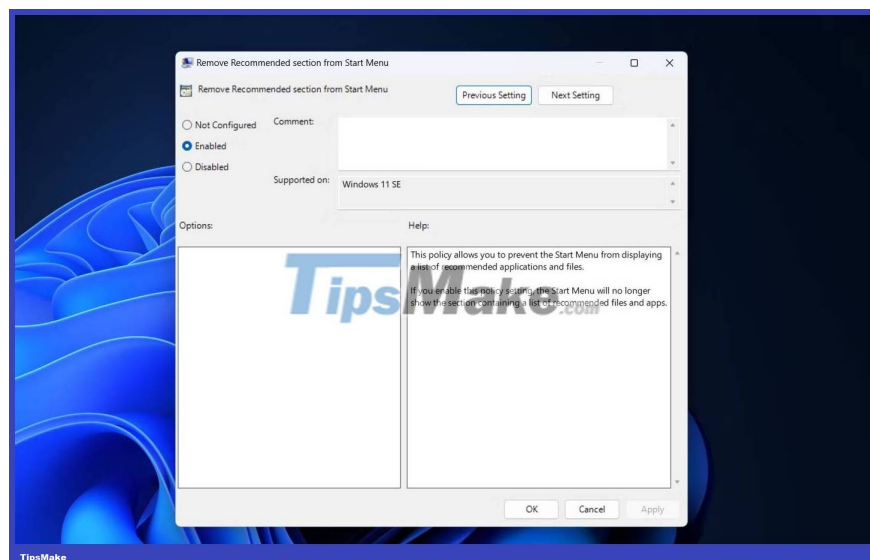 Remove Recommended section from Start Menu
Remove Recommended section from Start Menu
Previous Setting
Next Setting
Not Configured
Comment:
Enabled
Disabled
Supported on:
Windows 11 SE
Options:
Help:
This policy allows you to prevent the Start Menu from displaying
a list of recommended applications and files.
If you enable this policy setting, the Start Menu will no longer
show the section containing a list of recommended files and apps.
TipsMake.com
OK
Cancel
Apply
TipsMake